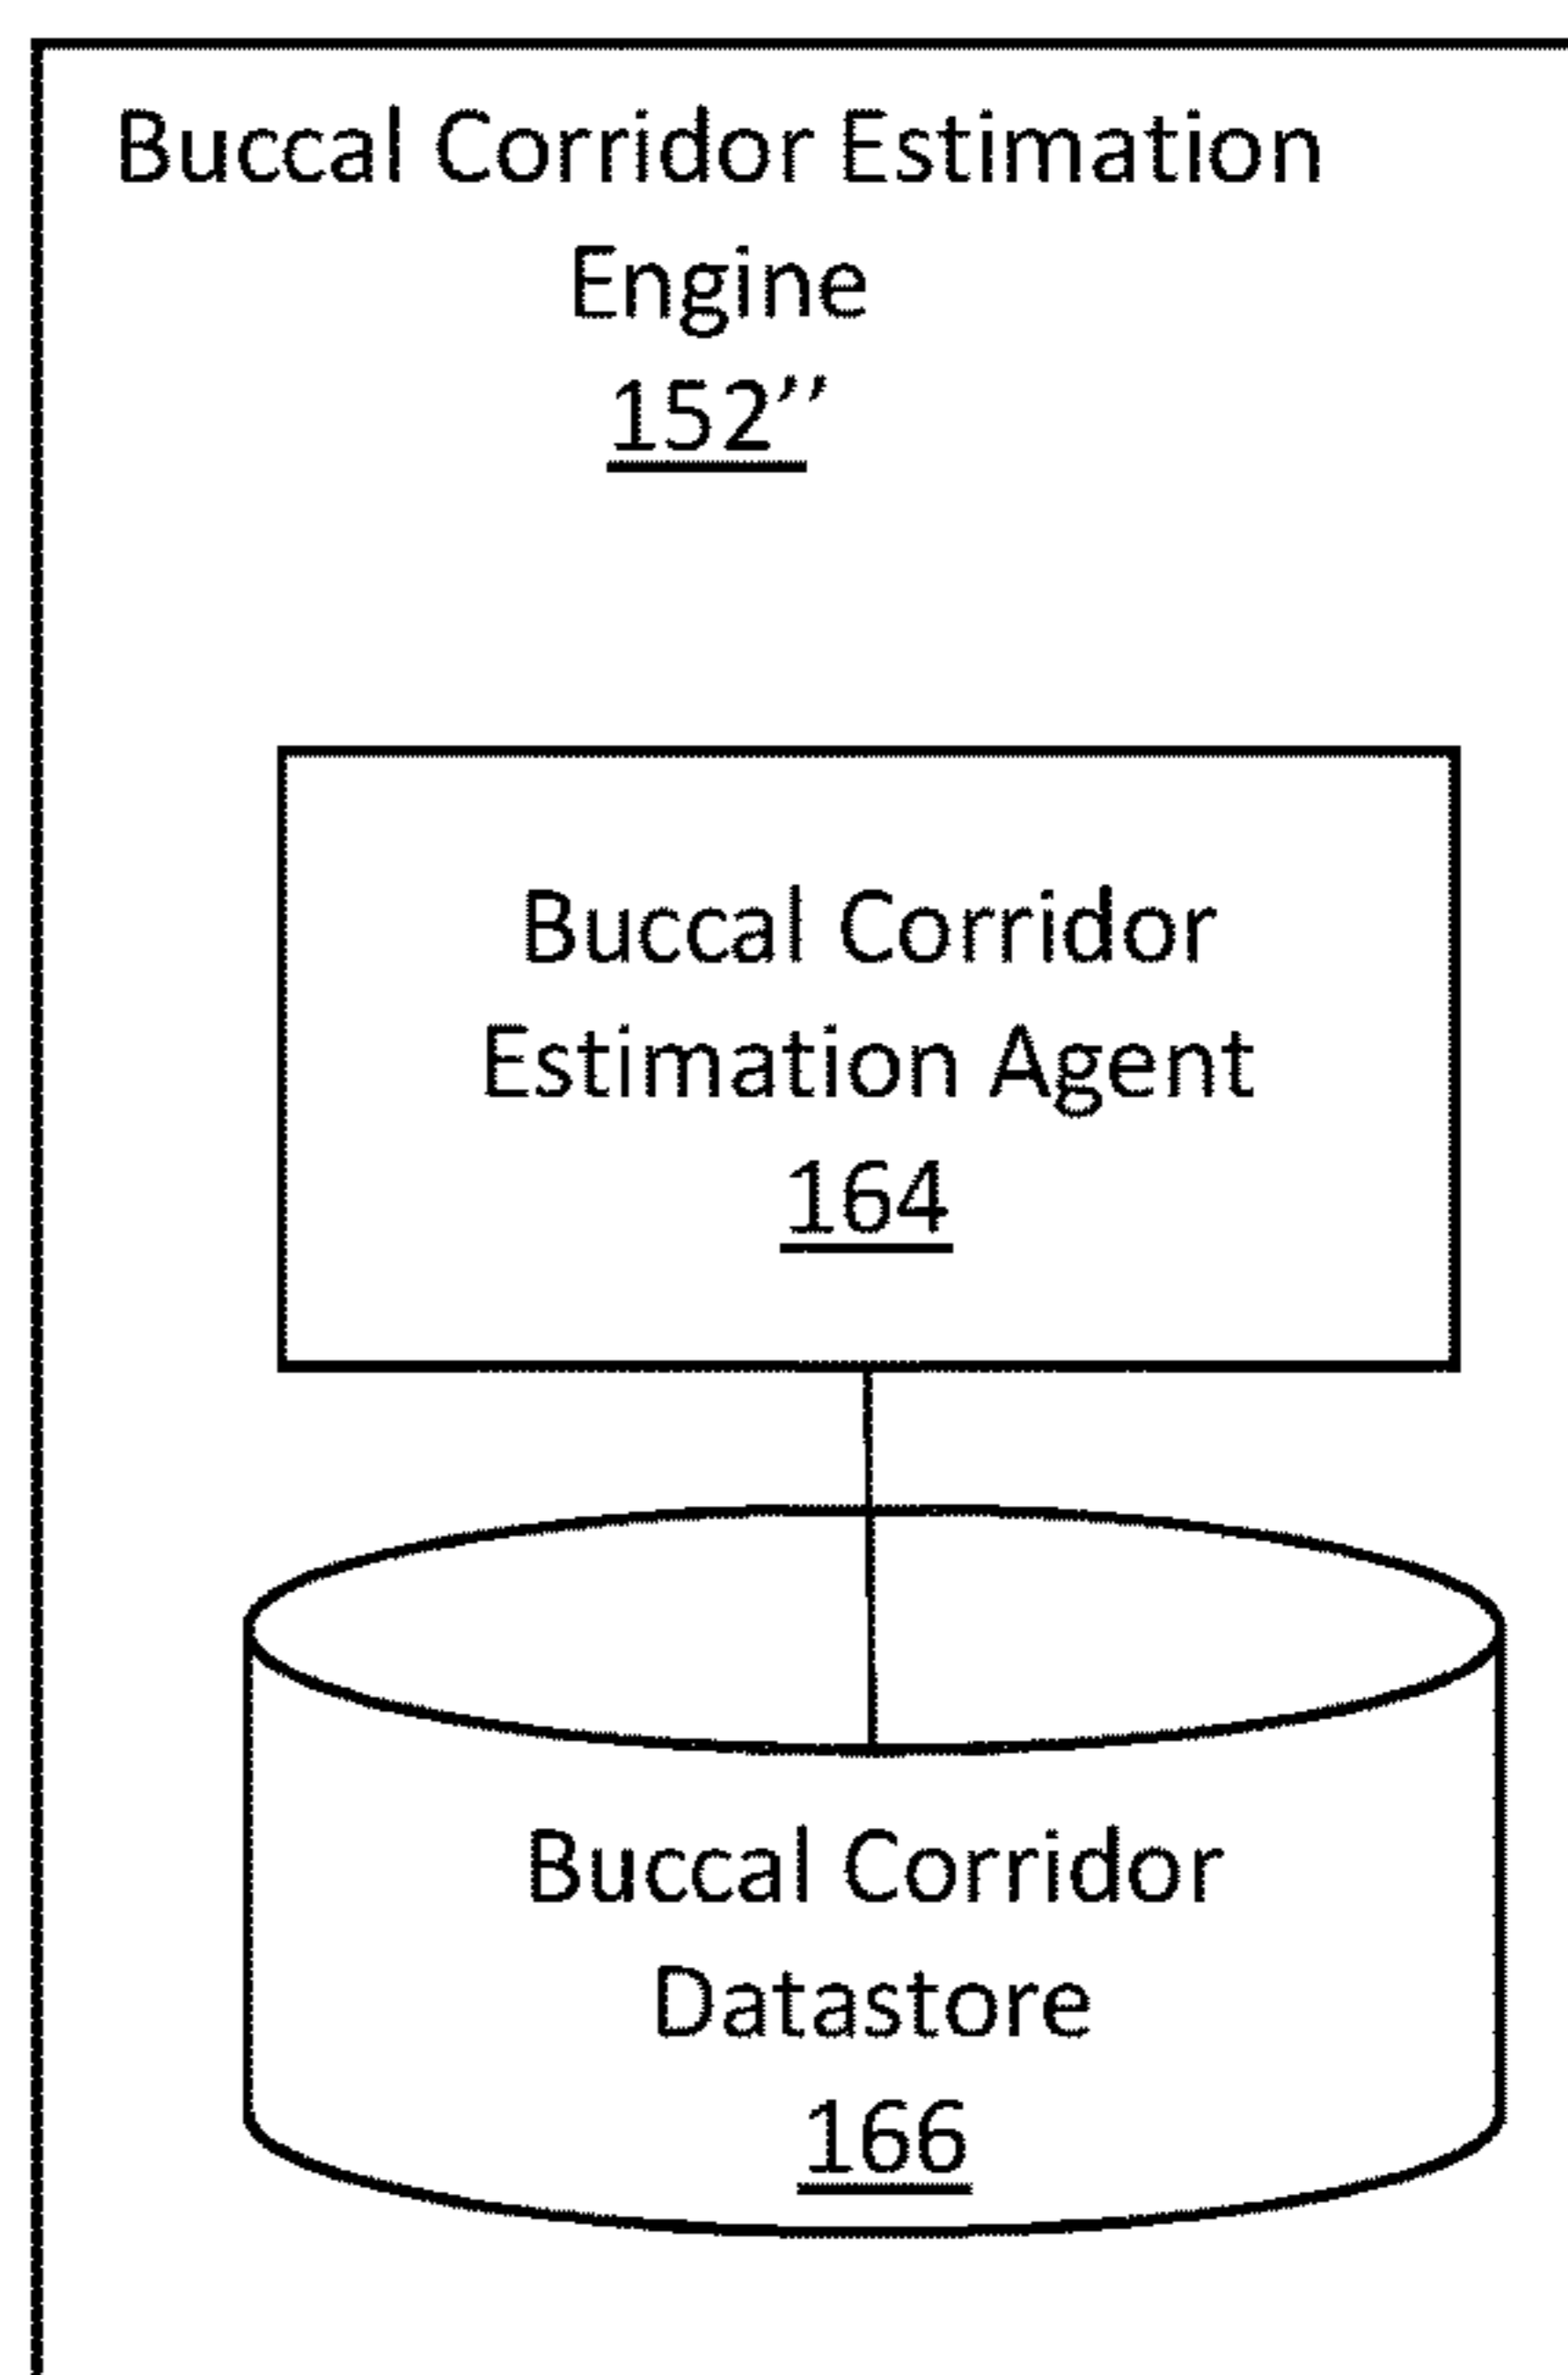 Buccal Corridor Estimation
Engine
152’’
Buccal Corridor
Estimation Agent
164
Buccal Corridor
Datastore
166